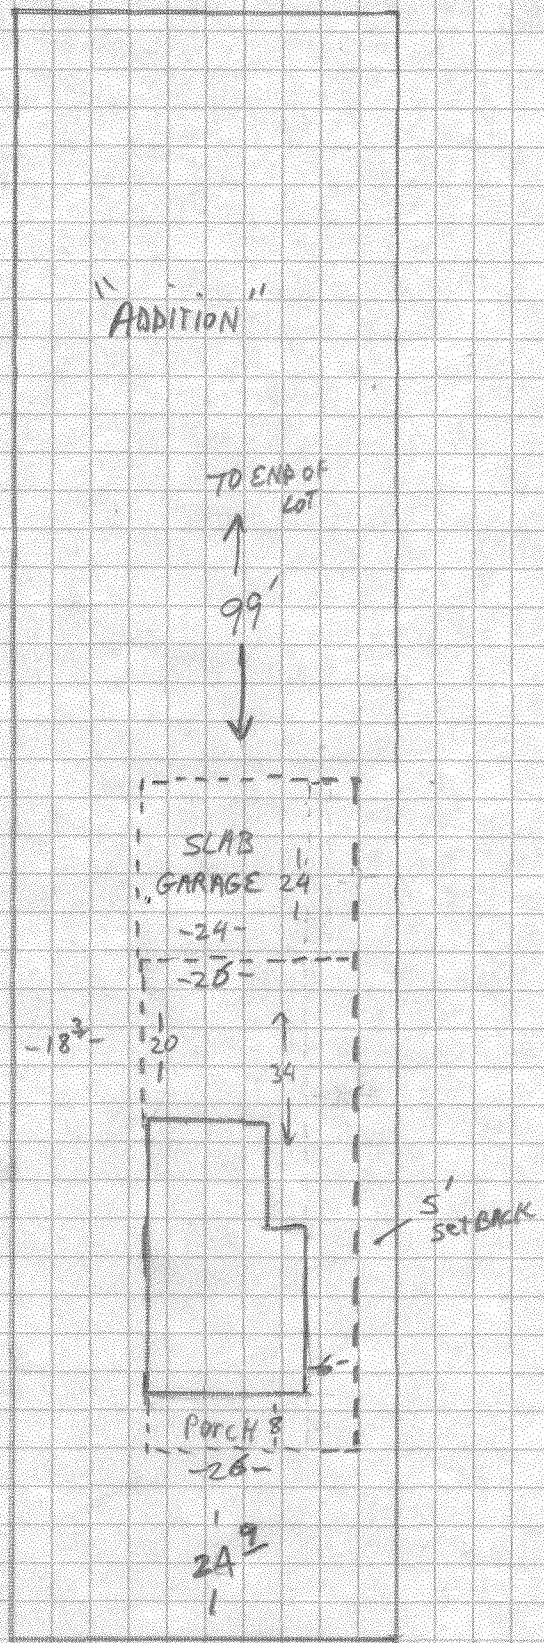 "ADDITION"
TO END OF
LOT
99'
SLAB
GARAGE 24
-24-
-26-
-18³-
20
34
5'
SETBACK
-6-
PORCH 8
-26-
24⁹